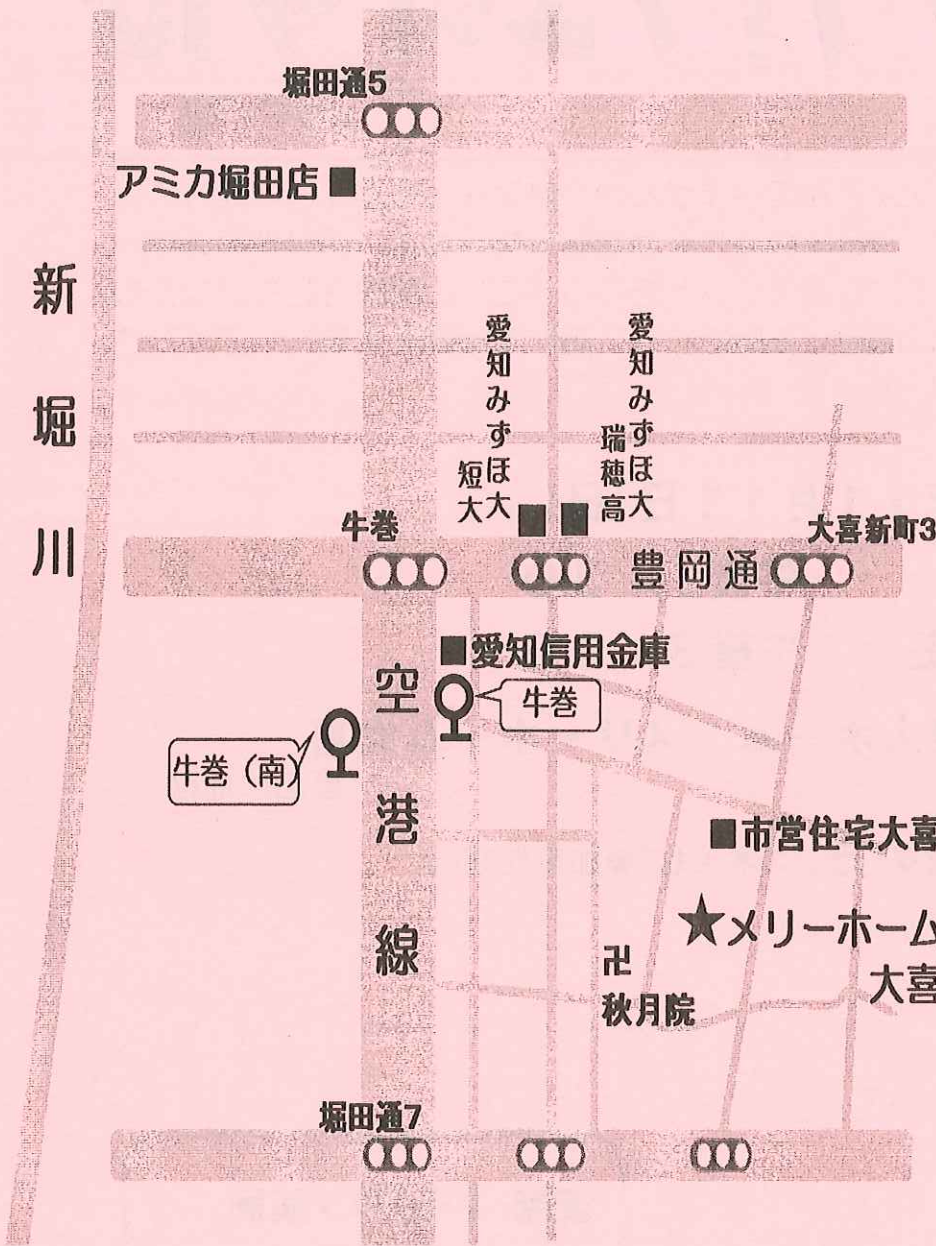 堀田通5
アミカ堀田店
新堀川
愛知みずほ大
短大
愛知みずほ大
瑞穂高
牛巻
大喜新町3
豊岡通
愛知信用金庫
空港線
牛巻
牛巻（南）
市営住宅大喜
メリーホーム
大喜
卍
秋月院
堀田通7